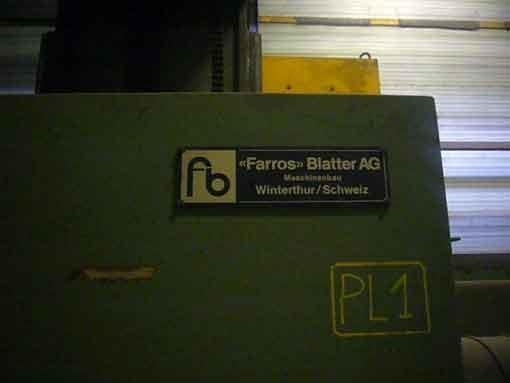 fb
«Farros» Blatter AG
Maschinenbau
Winterthur/Schweiz
PL1